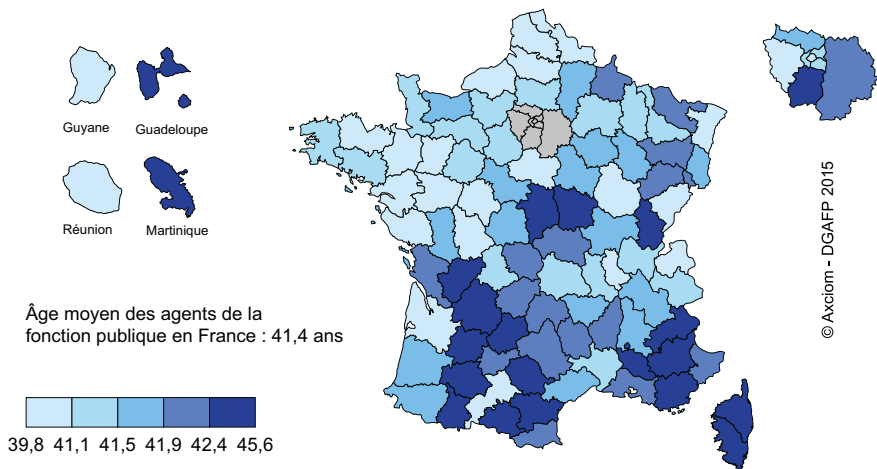 Guyane
Guadeloupe
Réunion
Martinique
Âge moyen des agents de la
fonction publique en France : 41,4 ans
39,8 41,1 41,5 41,9 42,4 45,6
© Axciom - DGAFP 2015